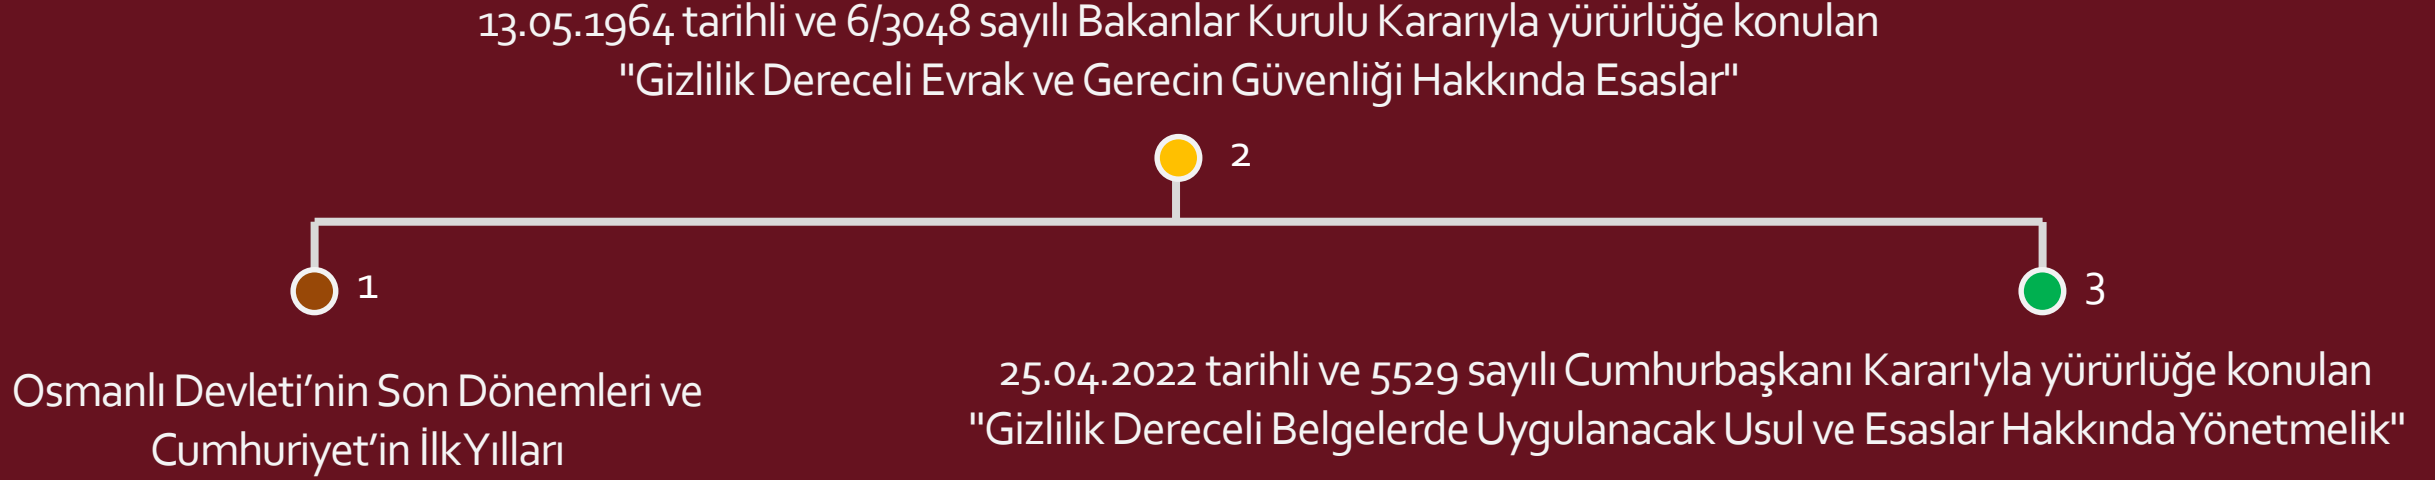 13.05.1964 tarihli ve 6/3048 sayılı Bakanlar Kurulu Kararıyla yürürlüğe konulan
"Gizlilik Dereceli Evrak ve Gerecin Güvenliği Hakkında Esaslar"
2
1
3
Osmanlı Devleti’nin Son Dönemleri ve
Cumhuriyet’in İlk Yılları
25.04.2022 tarihli ve 5529 sayılı Cumhurbaşkanı Kararı'yla yürürlüğe konulan
"Gizlilik Dereceli Belgelerde Uygulanacak Usul ve Esaslar Hakkında Yönetmelik"